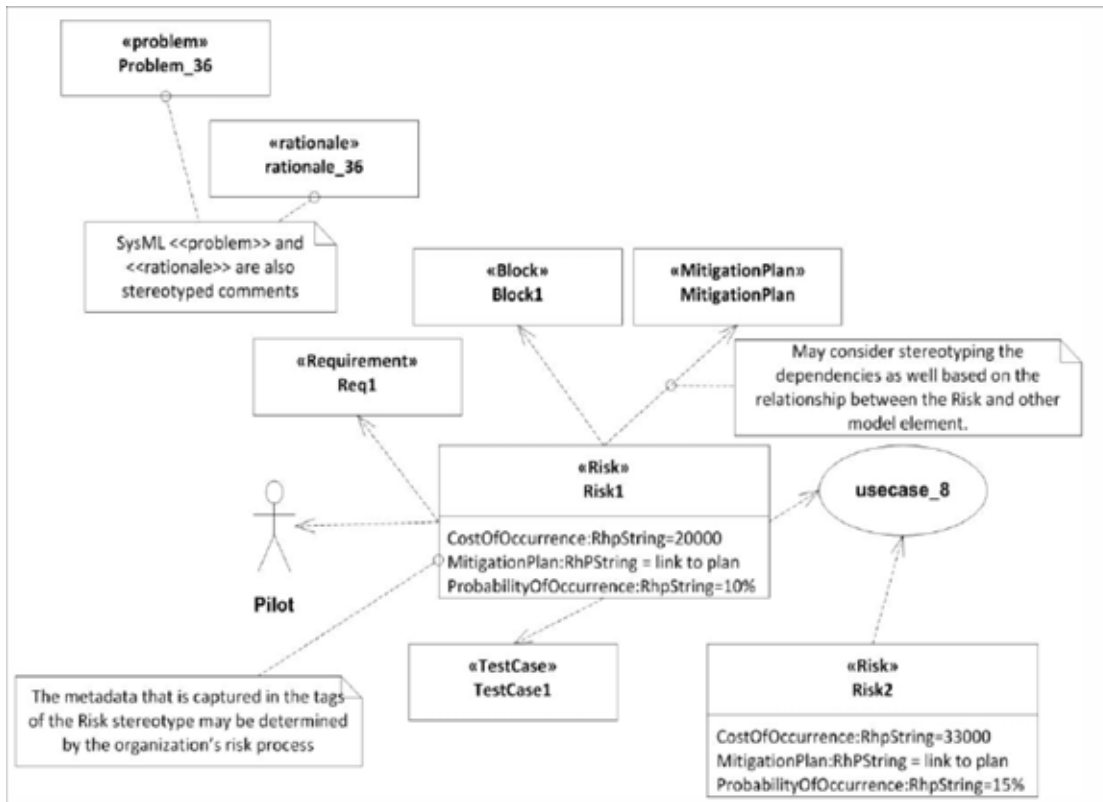 «problem»
Problem_36
«rationale»
rationale_36
SysML <<problem>> and
<<rationale>> are also
stereotyped comments
«Block»
Block1
«MitigationPlan»
MitigationPlan
«Requirement»
Req1
May consider stereotyping the
dependencies as well based on the
relationship between the Risk and other
model element.
«Risk»
Risk1
CostOfOccurrence:RhpString=20000
MitigationPlan:RhPString = link to plan
ProbabilityOfOccurrence:RhpString=10%
usecase_8
Pilot
«TestCase»
TestCase1
The metadata that is captured in the tags
of the Risk stereotype may be determined
by the organization's risk process
«Risk»
Risk2
CostOfOccurrence:RhpString=33000
MitigationPlan:RhPString = link to plan
ProbabilityOfOccurrence:RhpString=15%